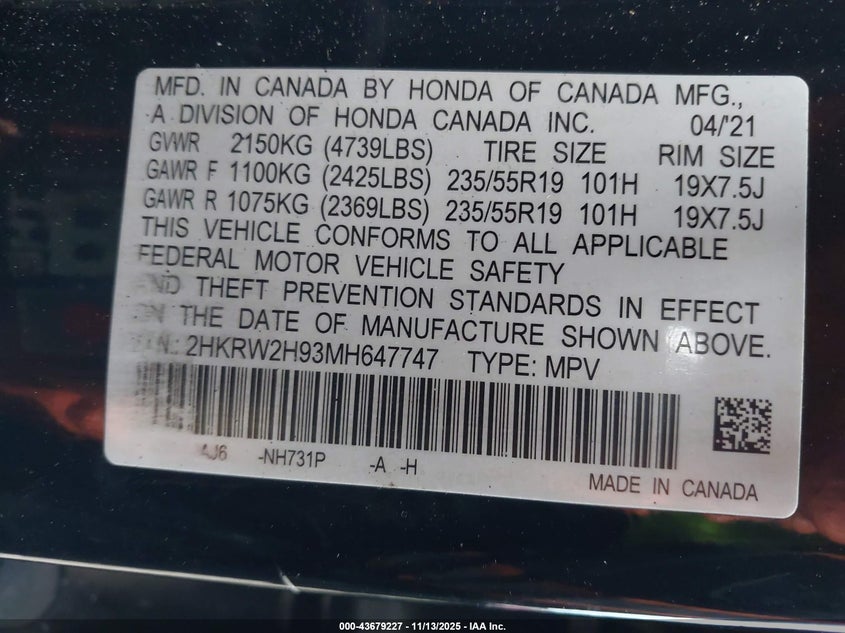 MFD. IN CANADA BY HONDA OF CANADA MFG.,
A DIVISION OF HONDA CANADA INC. 04/'21
GVWR 2150KG (4739LBS) TIRE SIZE RIM SIZE
GAWR F 1100KG (2425LBS) 235/55R19 101H 19X7.5J
GAWR R 1075KG (2369LBS) 235/55R19 101H 19X7.5J
THIS VEHICLE CONFORMS TO ALL APPLICABLE
FEDERAL MOTOR VEHICLE SAFETY
AND THEFT PREVENTION STANDARDS IN EFFECT
ON THE DATE OF MANUFACTURE SHOWN ABOVE.
V.I.N.: 2HKRW2H93MH647747 TYPE: MPV
4J6 -NH731P -A -H
MADE IN CANADA
000-43679227 - 11/13/2025 - IAA Inc.